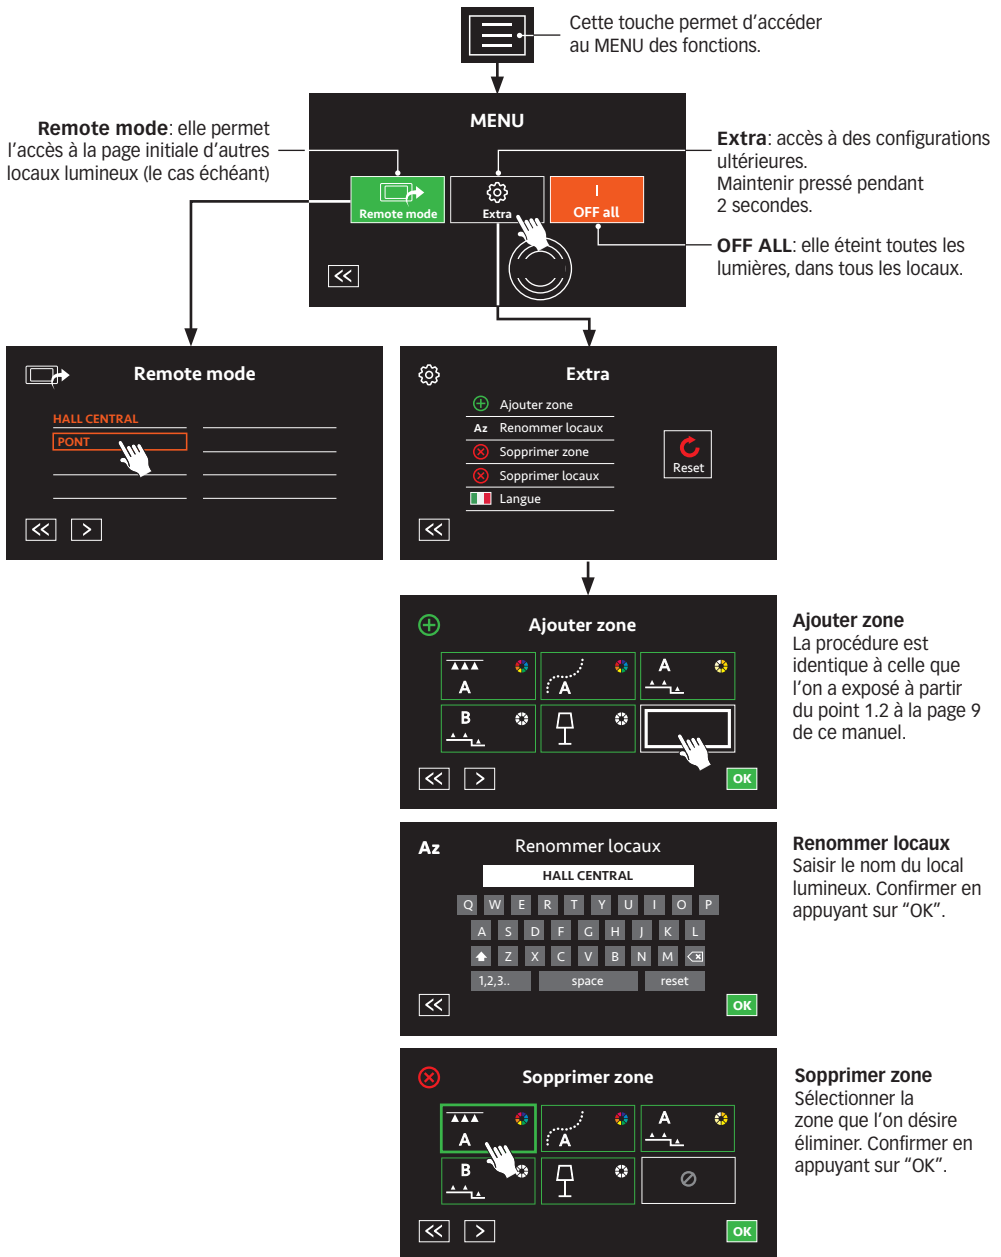 Cette touche permet d'accéder
au MENU des fonctions.
MENU
Remote mode: elle permet
l'accès à la page initiale d'autres
locaux lumineux (le cas échéant)
Remote mode
Extra
I
OFF all
Extra: accès à des configurations
ultérieures.
Maintenir pressé pendant
2 secondes.
OFF ALL: elle éteint toutes les
lumières, dans tous les locaux.
<<
Remote mode
HALL CENTRAL
PONT
<< >
Extra
Ajouter zone
Az Renommer locaux
Sopprimer zone
Sopprimer locaux
Langue
Reset
<<
Ajouter zone
A
A
A
B
<< >
OK
Ajouter zone
La procédure est
identique à celle que
l'on a exposé à partir
du point 1.2 à la page 9
de ce manuel.
Az Renommer locaux
HALL CENTRAL
Q W E R T Y U I O P
A S D F G H J K L
Z X C V B N M
1,2,3.. space reset
<<
OK
Renommer locaux
Saisir le nom du local
lumineux. Confirmer en
appuyant sur “OK”.
Sopprimer zone
A
A
A
B
<< >
OK
Sopprimer zone
Sélectionner la
zone que l'on désire
éliminer. Confirmer en
appuyant sur “OK”.